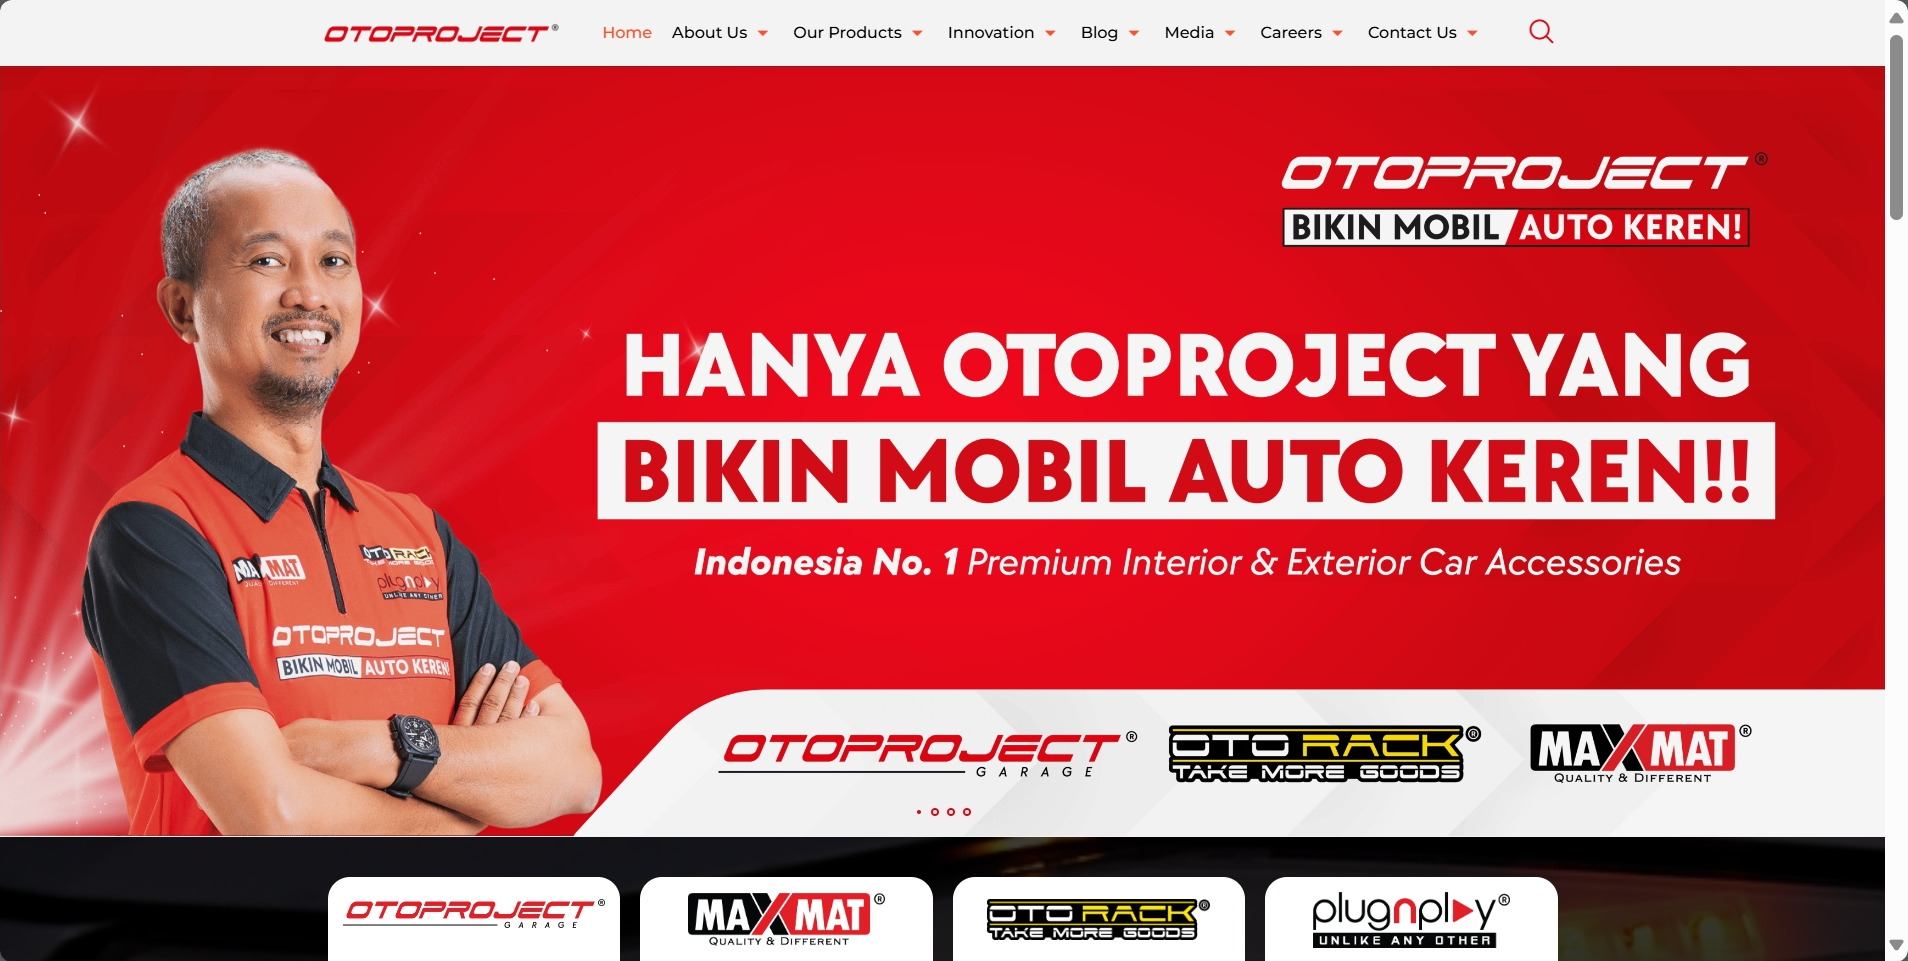 OTOPROJECT®
Home About Us Our Products Innovation Blog Media Careers Contact Us
OTOPROJECT®
BIKIN MOBIL AUTO KEREN!
HANYA OTOPROJECT YANG
BIKIN MOBIL AUTO KEREN!!
Indonesia No. 1 Premium Interior & Exterior Car Accessories
MAXMAT
QUALITY & DIFFERENT
OTO RACK
TAKE MORE GOODS
plugnplay
UNLIKE ANY OTHER
OTOPROJECT
BIKIN MOBIL AUTO KEREN!
OTOPROJECT®
GARAGE
OTO RACK®
TAKE MORE GOODS
MAXMAT®
QUALITY & DIFFERENT
OTOPROJECT®
GARAGE
MAXMAT®
QUALITY & DIFFERENT
OTO RACK®
TAKE MORE GOODS
plugnplay®
UNLIKE ANY OTHER